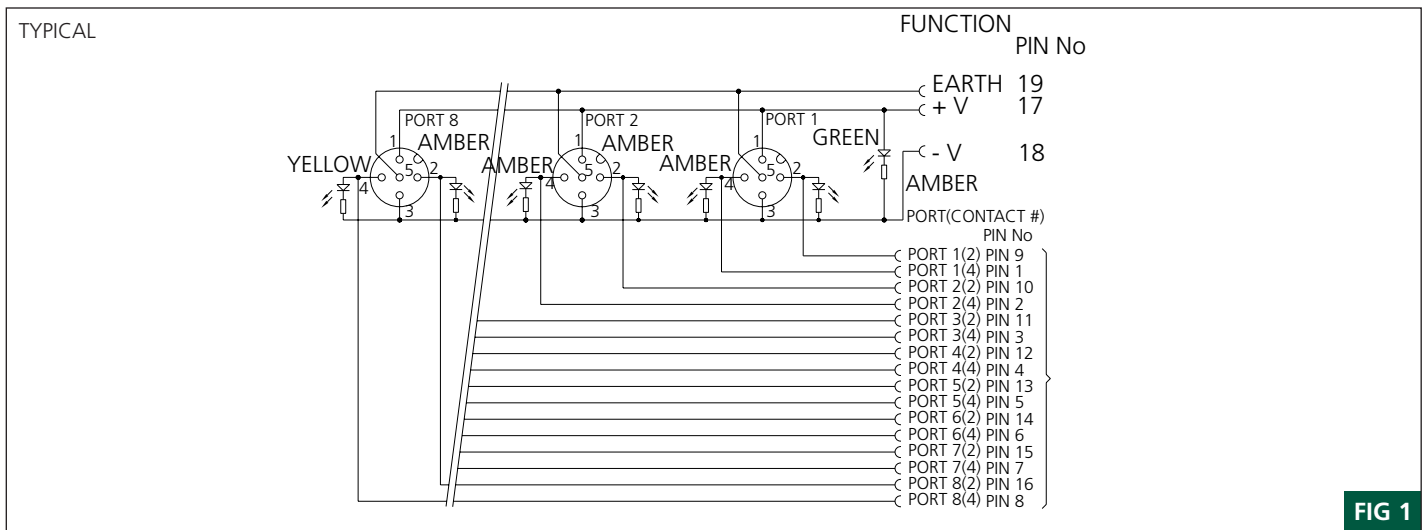 TYPICAL
FUNCTION
PIN No
EARTH 19
+ V 17
- V 18
PORT 8
PORT 2
PORT 1
YELLOW
AMBER
AMBER
AMBER
AMBER
GREEN
AMBER
1
2
3
4
5
1
2
3
4
5
1
2
3
4
5
PORT(CONTACT #)
PIN No
PORT 1(2) PIN 9
PORT 1(4) PIN 1
PORT 2(2) PIN 10
PORT 2(4) PIN 2
PORT 3(2) PIN 11
PORT 3(4) PIN 3
PORT 4(2) PIN 12
PORT 4(4) PIN 4
PORT 5(2) PIN 13
PORT 5(4) PIN 5
PORT 6(2) PIN 14
PORT 6(4) PIN 6
PORT 7(2) PIN 15
PORT 7(4) PIN 7
PORT 8(2) PIN 16
PORT 8(4) PIN 8
FIG 1